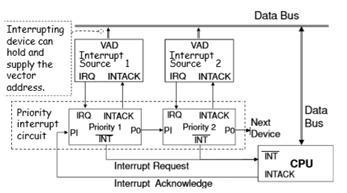 Data Bus
Interrupting
device can
hold and
supply the
vector
address.
VAD
Interrupt
Source 1
IRQ INTACK
VAD
Interrupt
Source 2
IRQ INTACK
Priority
interrupt
circuit
IRQ INTACK
PI Priority 1 Po
INT
IRQ INTACK
PI Priority 2 Po
INT
Next
Device
Data
Bus
INT
CPU
INTACK
Interrupt Request
Interrupt Acknowledge